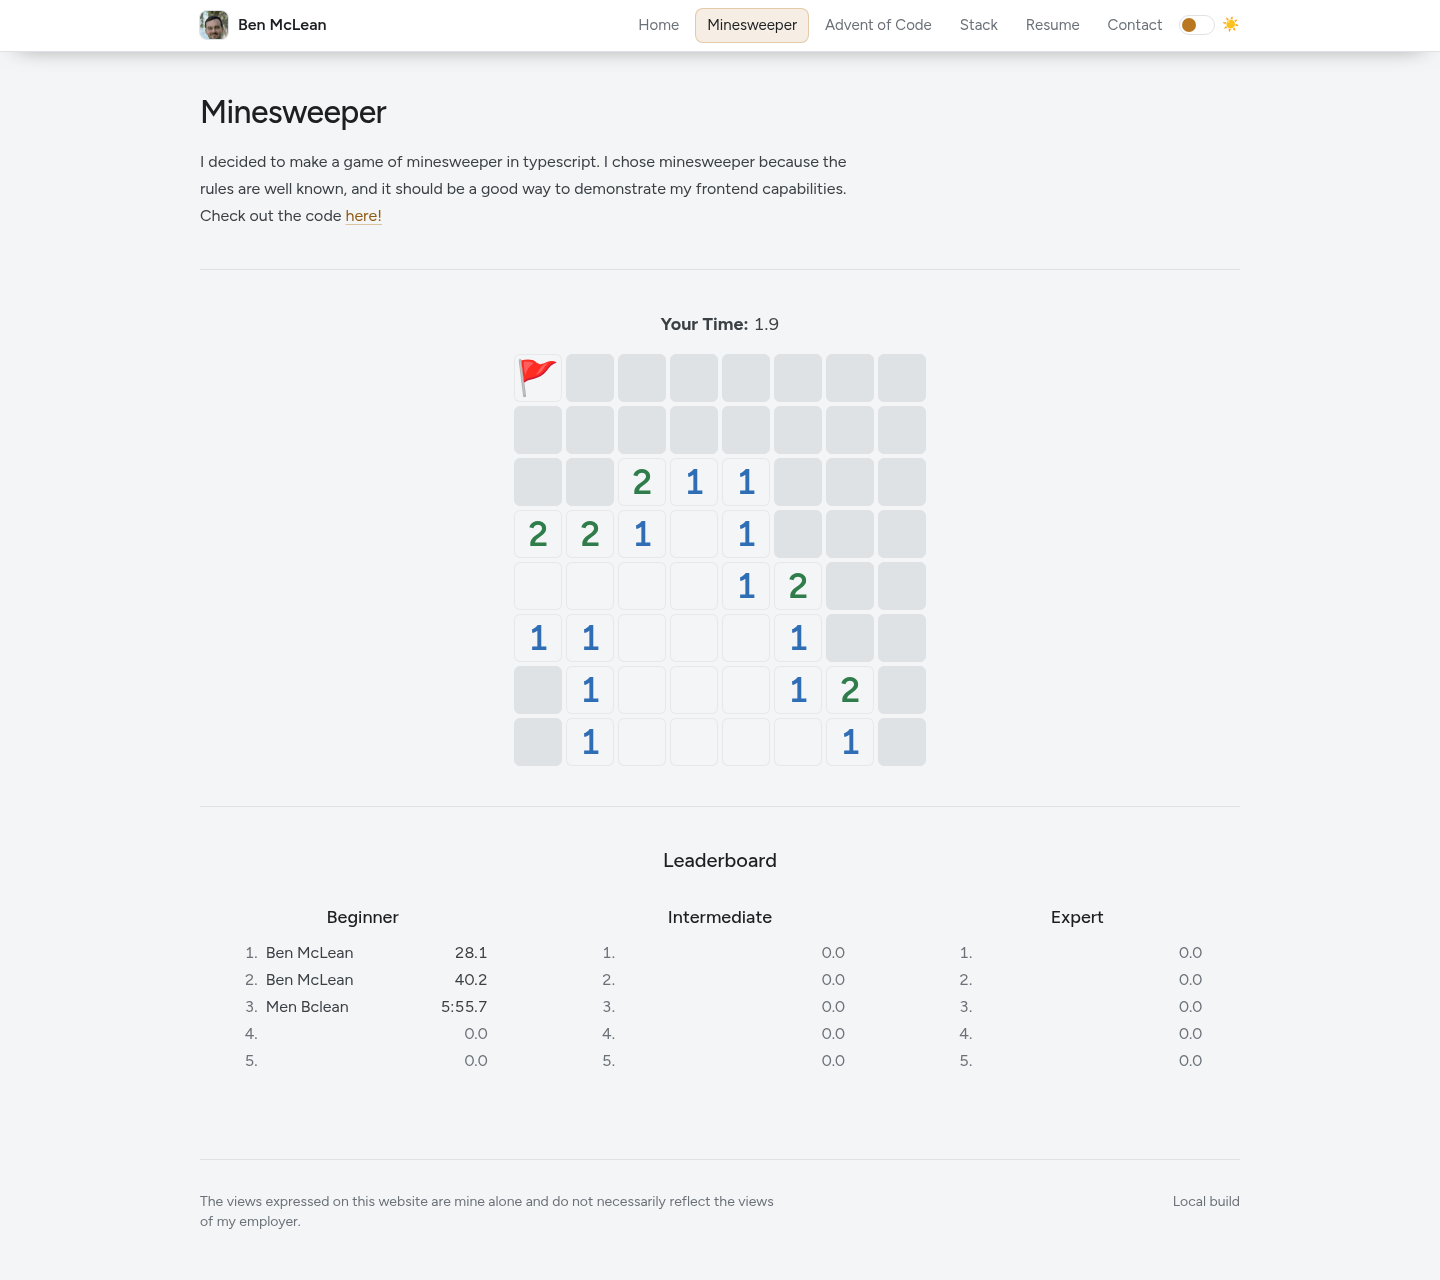 Ben McLean
Home Minesweeper Advent of Code Stack Resume Contact
Minesweeper
I decided to make a game of minesweeper in typescript. I chose minesweeper because the
rules are well known, and it should be a good way to demonstrate my frontend capabilities.
Check out the code here!
Your Time: 1.9
2 1 1
2 2 1 1
1 2
1 1 1
1 1 2
1 1
Leaderboard
Beginner
1. Ben McLean 28.1
2. Ben McLean 40.2
3. Men Bclean 5:55.7
4. 0.0
5. 0.0
Intermediate
1. 0.0
2. 0.0
3. 0.0
4. 0.0
5. 0.0
Expert
1. 0.0
2. 0.0
3. 0.0
4. 0.0
5. 0.0
The views expressed on this website are mine alone and do not necessarily reflect the views
of my employer.
Local build